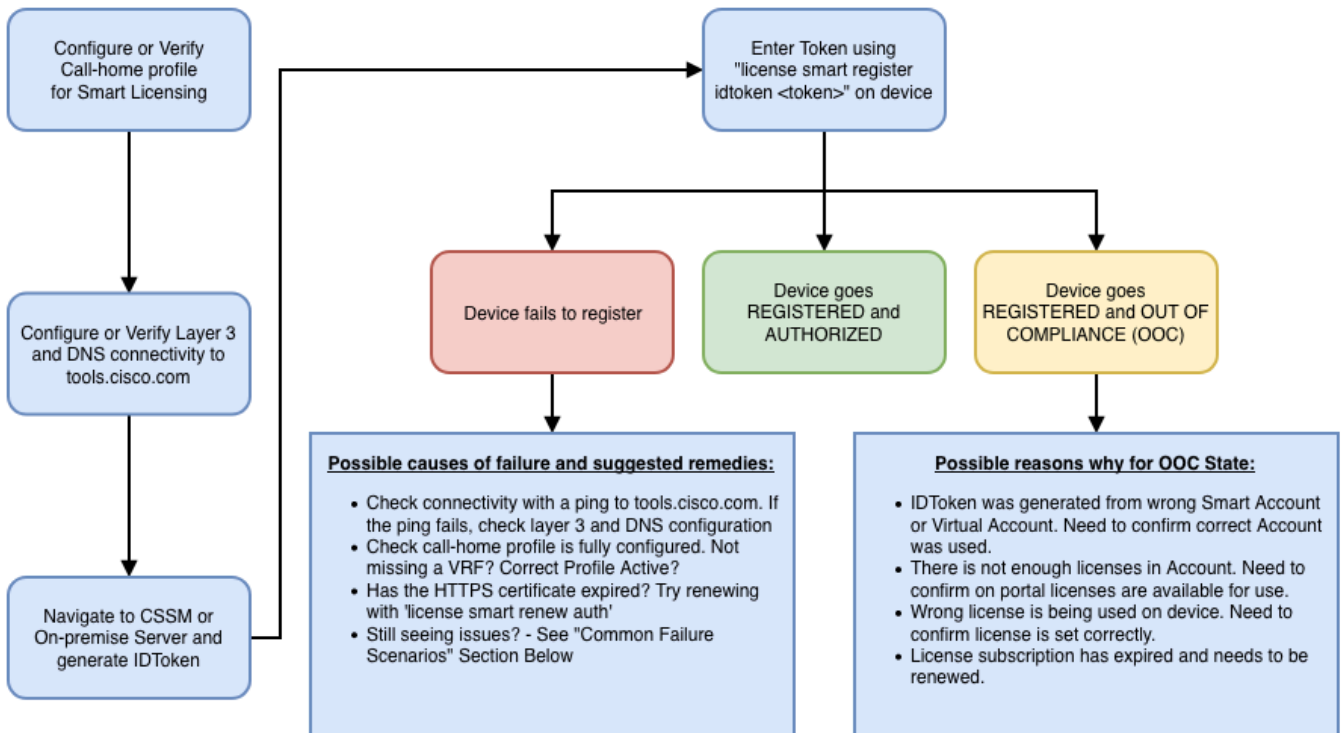 Configure or Verify
Call-home profile
for Smart Licensing
Configure or Verify Layer 3
and DNS connectivity to
tools.cisco.com
Navigate to CSSM or
On-premise Server and
generate IDToken
Enter Token using
"license smart register
idtoken <token>" on device
Device fails to register
Device goes
REGISTERED and
AUTHORIZED
Device goes
REGISTERED and OUT OF
COMPLIANCE (OOC)
Possible causes of failure and suggested remedies:
• Check connectivity with a ping to tools.cisco.com. If
the ping fails, check layer 3 and DNS configuration
• Check call-home profile is fully configured. Not
missing a VRF? Correct Profile Active?
• Has the HTTPS certificate expired? Try renewing
with 'license smart renew auth'
• Still seeing issues? - See "Common Failure
Scenarios" Section Below
Possible reasons why for OOC State:
• IDToken was generated from wrong Smart Account
or Virtual Account. Need to confirm correct Account
was used.
• There is not enough licenses in Account. Need to
confirm on portal licenses are available for use.
• Wrong license is being used on device. Need to
confirm license is set correctly.
• License subscription has expired and needs to be
renewed.